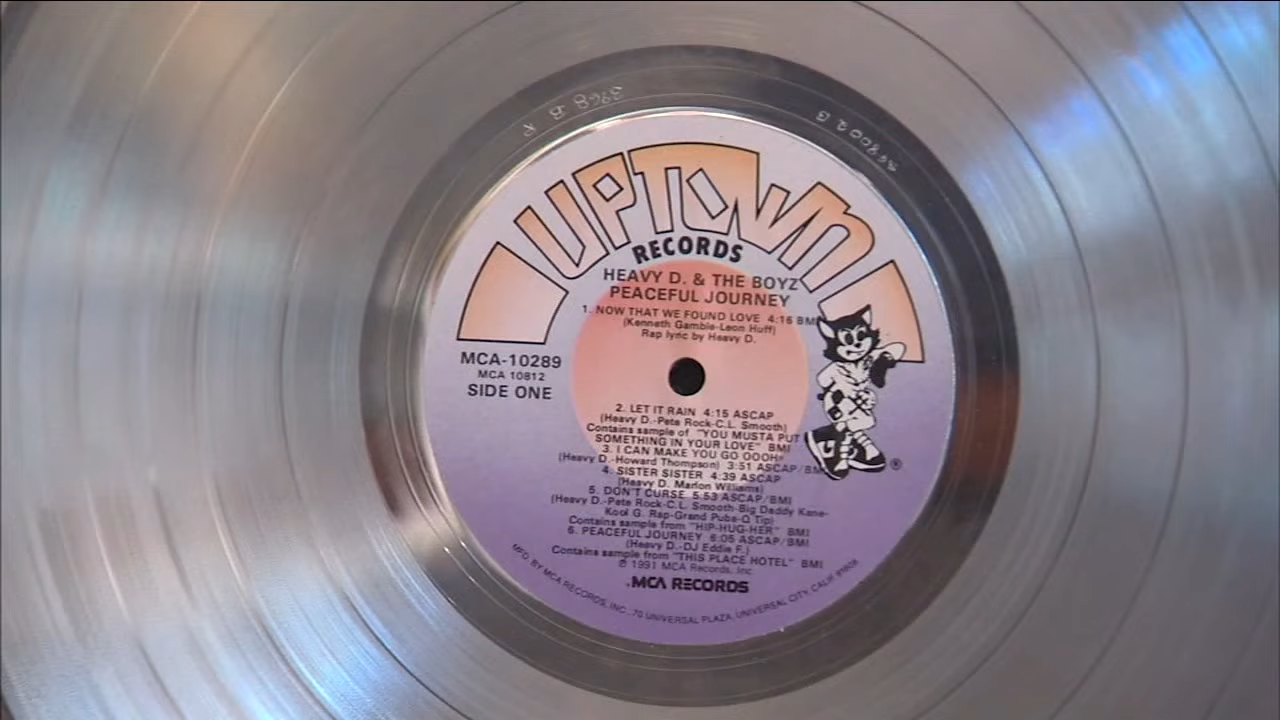 3968 B R
UPTOWN
RECORDS
HEAVY D. & THE BOYZ
PEACEFUL JOURNEY
1. NOW THAT WE FOUND LOVE 4:16 BMI
(Kenneth Gamble-Leon Huff)
Rap lyric by Heavy D.
MCA-10289
MCA 10812
SIDE ONE
2. LET IT RAIN 4:15 ASCAP
(Heavy D.-Pete Rock-C.L. Smooth)
Contains sample of "YOU MUSTA PUT
SOMETHING IN YOUR LOVE" BMI
3. I CAN MAKE YOU GO OOOH
(Heavy D.-Howard Thompson) 3:51 ASCAP/BMI
4. SISTER SISTER 4:39 ASCAP
(Heavy D. Marlon Williams)
5. DON'T CURSE 5:53 ASCAP/BMI
(Heavy D.-Pete Rock-C.L. Smooth-Big Daddy Kane-
Kool G. Rap-Grand Puba-Q Tip)
Contains sample from "HIP-HUG-HER" BMI
6. PEACEFUL JOURNEY 6:05 ASCAP/BMI
(Heavy D.-DJ Eddie F.)
Contains sample from "THIS PLACE HOTEL" BMI
℗ 1991 MCA Records, Inc.
MCA RECORDS
MFD. BY MCA RECORDS, INC., 70 UNIVERSAL PLAZA, UNIVERSAL CITY, CALIF.
®